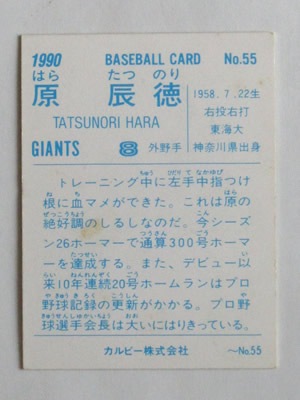 1990 BASEBALL CARD No.55
はら たつ のり
原 辰徳
TATSUNORI HARA
1958.7.22生
右投右打
東海大
GIANTS 8 外野手 神奈川県出身
トレーニング中に左手中指つけ
根に血マメができた。これは原の
絶好調のしるしなのだ。今シーズ
ン26ホーマーで通算300号ホーマ
ーを達成する。また、デビュー以
来10年連続20号ホームランはプロ
野球記録の更新がかかる。プロ野
球選手会長は大いにはりきっている。
カルビー株式会社 〜No.55